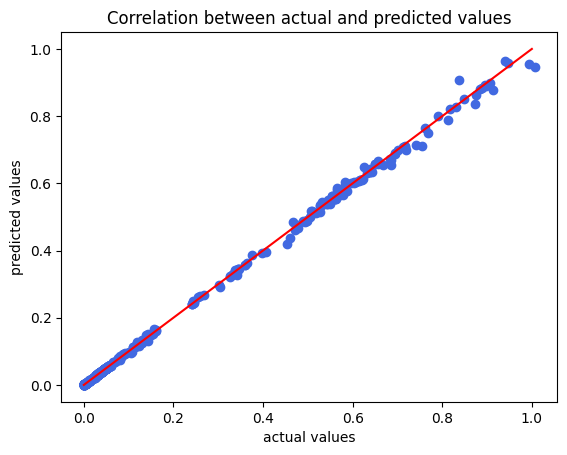 Correlation between actual and predicted values
predicted values
1.0
0.8
0.6
0.4
0.2
0.0
0.0 0.2 0.4 0.6 0.8 1.0
actual values